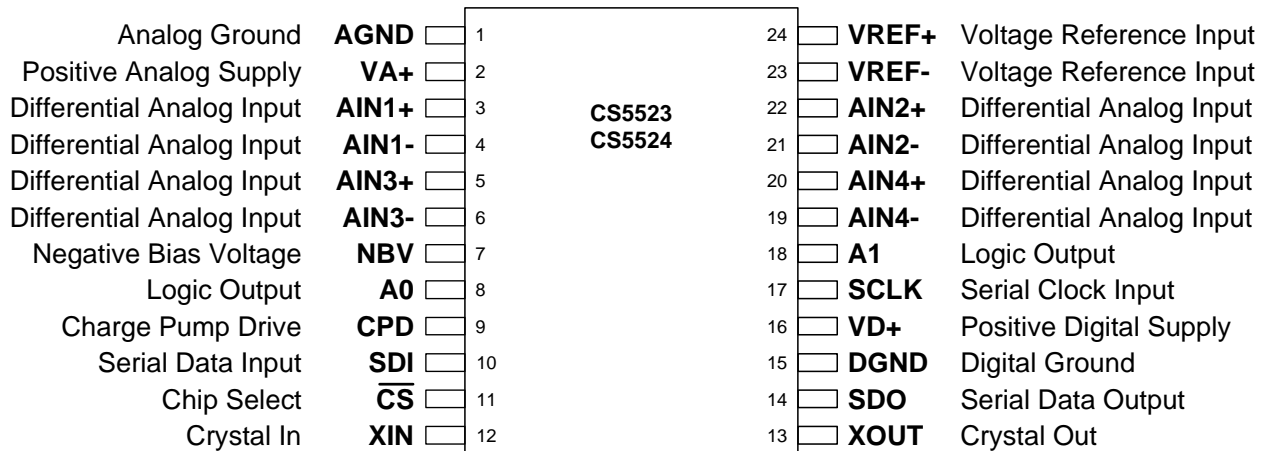 Analog Ground AGND 1 24 VREF+ Voltage Reference Input
Positive Analog Supply VA+ 2 23 VREF- Voltage Reference Input
Differential Analog Input AIN1+ 3 CS5523 22 AIN2+ Differential Analog Input
Differential Analog Input AIN1- 4 CS5524 21 AIN2- Differential Analog Input
Differential Analog Input AIN3+ 5 20 AIN4+ Differential Analog Input
Differential Analog Input AIN3- 6 19 AIN4- Differential Analog Input
Negative Bias Voltage NBV 7 18 A1 Logic Output
Logic Output A0 8 17 SCLK Serial Clock Input
Charge Pump Drive CPD 9 16 VD+ Positive Digital Supply
Serial Data Input SDI 10 15 DGND Digital Ground
Chip Select C̅S̅ 11 14 SDO Serial Data Output
Crystal In XIN 12 13 XOUT Crystal Out